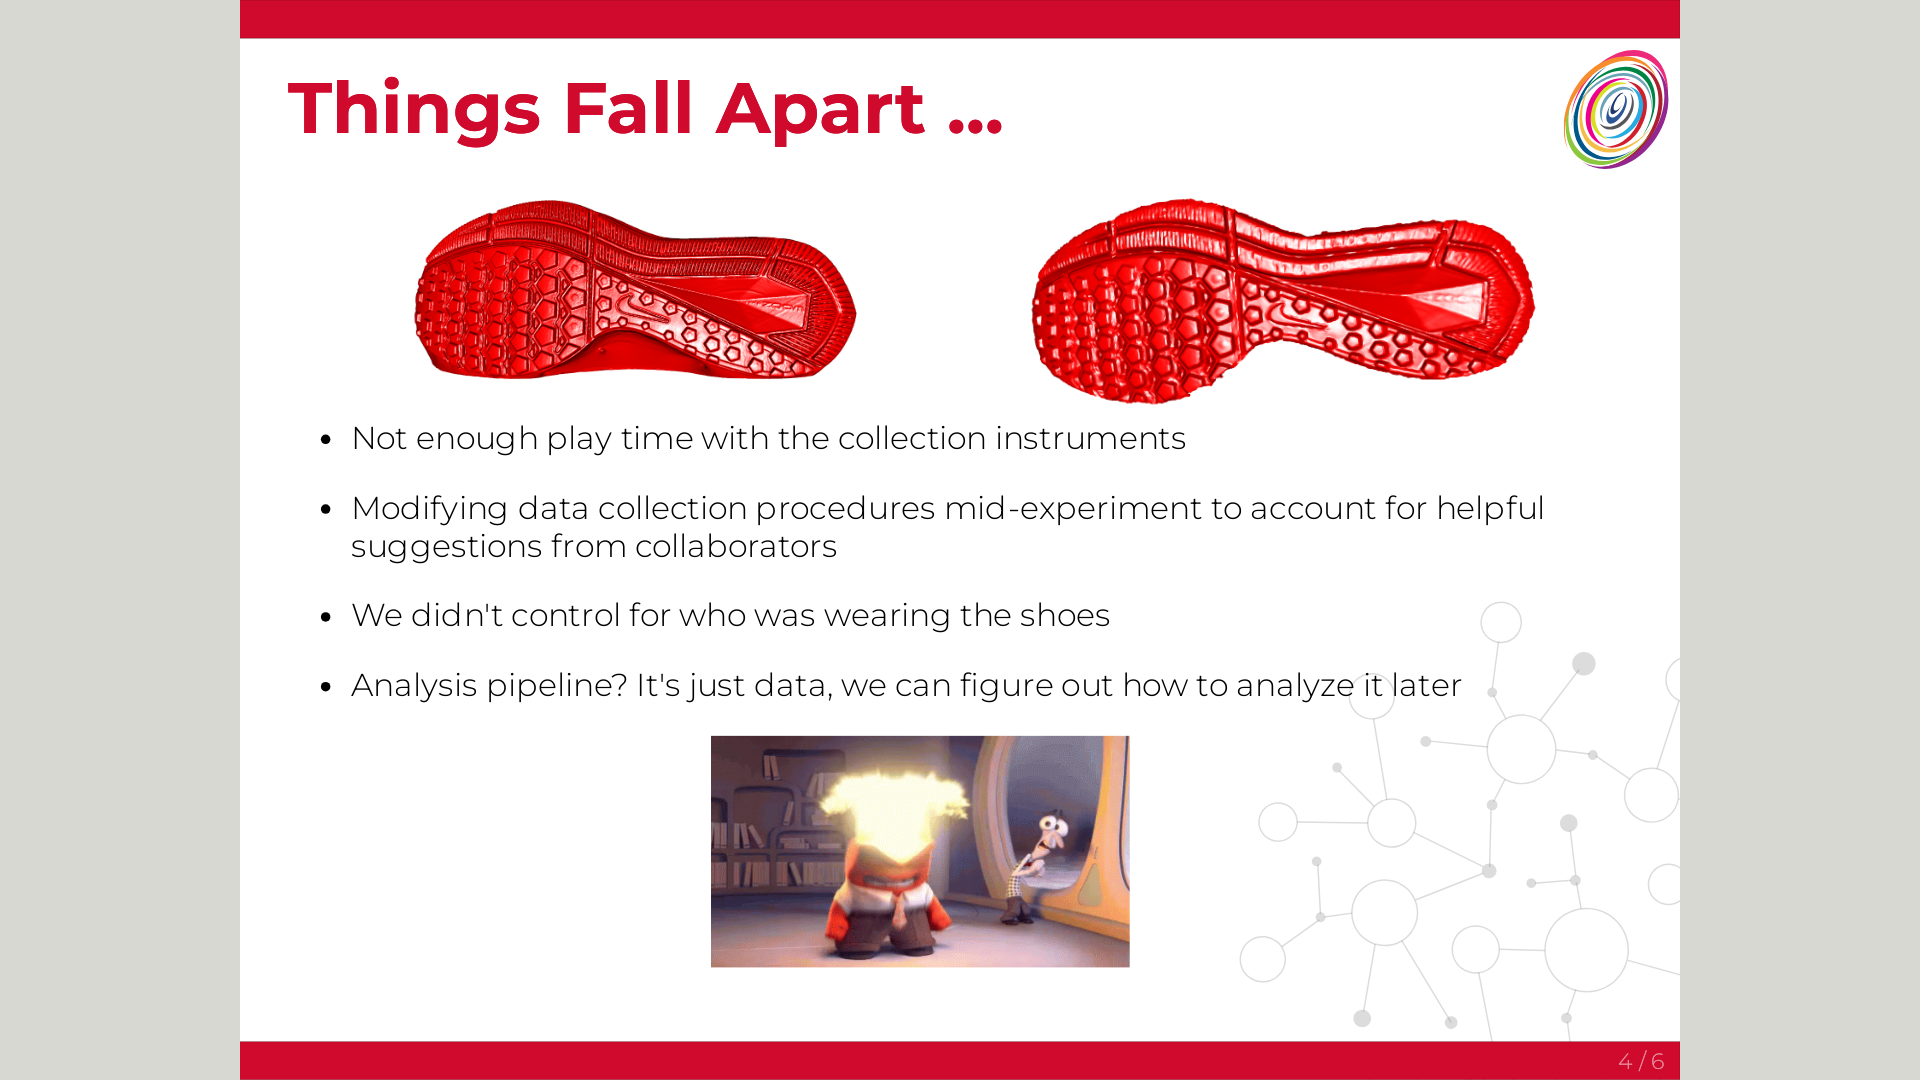 Things Fall Apart ...
Not enough play time with the collection instruments
Modifying data collection procedures mid-experiment to account for helpful
suggestions from collaborators
We didn't control for who was wearing the shoes
Analysis pipeline? It's just data, we can figure out how to analyze it later
4 / 6